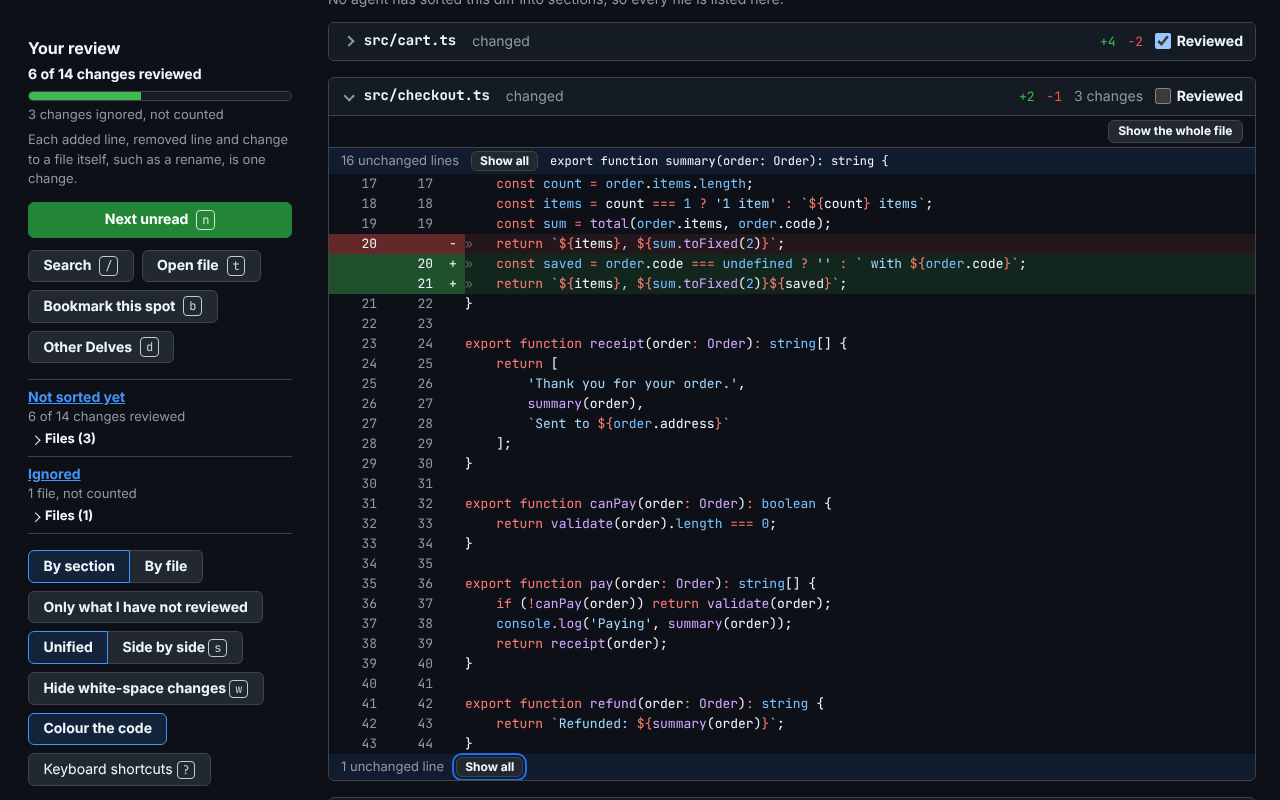 No agent has sorted this diff into sections, so every file is listed here.
Your review
6 of 14 changes reviewed
3 changes ignored, not counted
Each added line, removed line and change
to a file itself, such as a rename, is one
change.
Next unread n
Search / Open file t
Bookmark this spot b
Other Delves d
Not sorted yet
6 of 14 changes reviewed
Files (3)
Ignored
1 file, not counted
Files (1)
By section By file
Only what I have not reviewed
Unified Side by side s
Hide white-space changes w
Colour the code
Keyboard shortcuts ?
src/cart.ts changed +4 -2 Reviewed
src/checkout.ts changed +2 -1 3 changes Reviewed
Show the whole file
16 unchanged lines Show all export function summary(order: Order): string {
17 17 const count = order.items.length;
18 18 const items = count === 1 ? '1 item' : `${count} items`;
19 19 const sum = total(order.items, order.code);
20 - » return `${items}, ${sum.toFixed(2)}`;
20 + » const saved = order.code === undefined ? '' : ` with ${order.code}`;
21 + » return `${items}, ${sum.toFixed(2)}${saved}`;
21 22 }
22 23
23 24 export function receipt(order: Order): string[] {
24 25 return [
25 26 'Thank you for your order.',
26 27 summary(order),
27 28 `Sent to ${order.address}`
28 29 ];
29 30 }
30 31
31 32 export function canPay(order: Order): boolean {
32 33 return validate(order).length === 0;
33 34 }
34 35
35 36 export function pay(order: Order): string[] {
36 37 if (!canPay(order)) return validate(order);
37 38 console.log('Paying', summary(order));
38 39 return receipt(order);
39 40 }
40 41
41 42 export function refund(order: Order): string {
42 43 return `Refunded: ${summary(order)}`;
43 44 }
1 unchanged line Show all